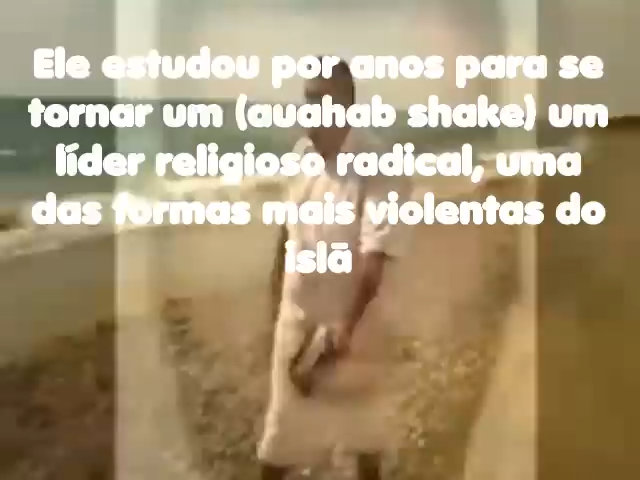 Ele estudou por anos para se
tornar um (auahab shake) um
líder religioso radical, uma
das formas mais violentas do
islã